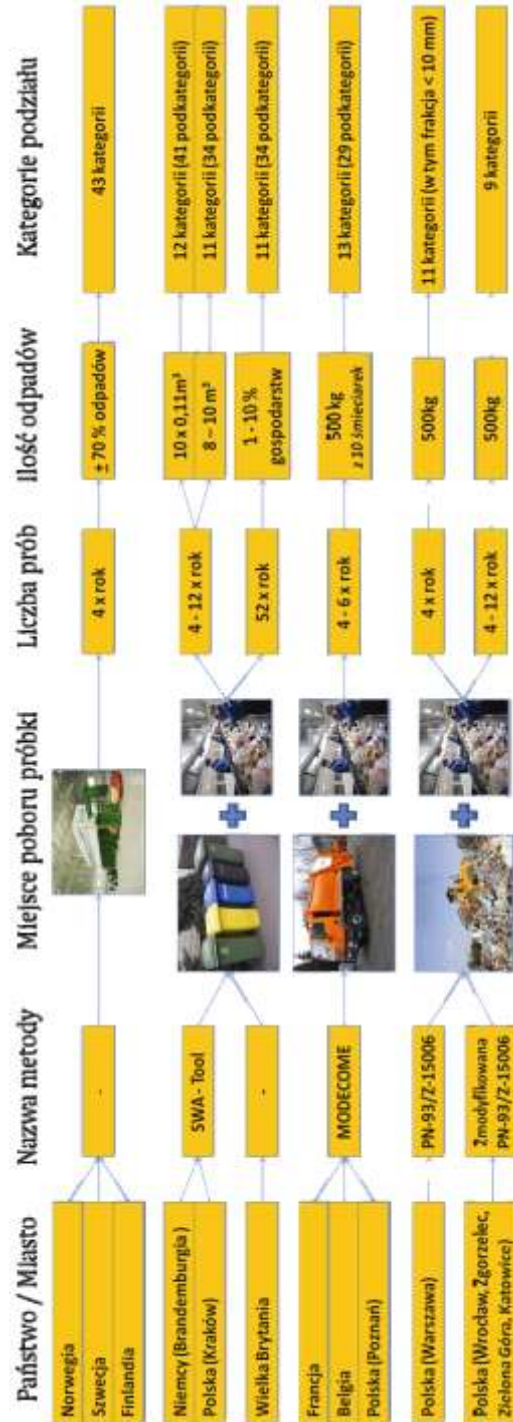 Państwo / Miasto
Nazwa metody
Miejsce poboru próbki
Liczba prób
Ilość odpadów
Kategorie podziału
Norwegia
Szwecja
Finlandia
-
4 x rok
± 70 % odpadów
43 kategorii
Niemcy (Brandemburgia )
Polska (Kraków)
SWA - Tool
4 - 12 x rok
10 x 0,11m³
8 – 10 m³
12 kategorii (41 podkategorii)
11 kategorii (34 podkategorii)
Wielka Brytania
-
52 x rok
1 - 10 %
gospodarstw
11 kategorii (34 podkategorii)
Francja
Belgia
Polska (Poznań)
MODECOME
4 - 6 x rok
500 kg
z 10 śmieciarek
13 kategorii (29 podkategorii)
Polska (Warszawa)
PN-93/Z-15006
4 x rok
500kg
11 kategorii (w tym frakcja < 10 mm)
Polska (Wrocław, Zgorzelec,
Zielona Góra, Katowice)
Zmodyfikowana
PN-93/Z-15006
4 - 12 x rok
500kg
9 kategorii